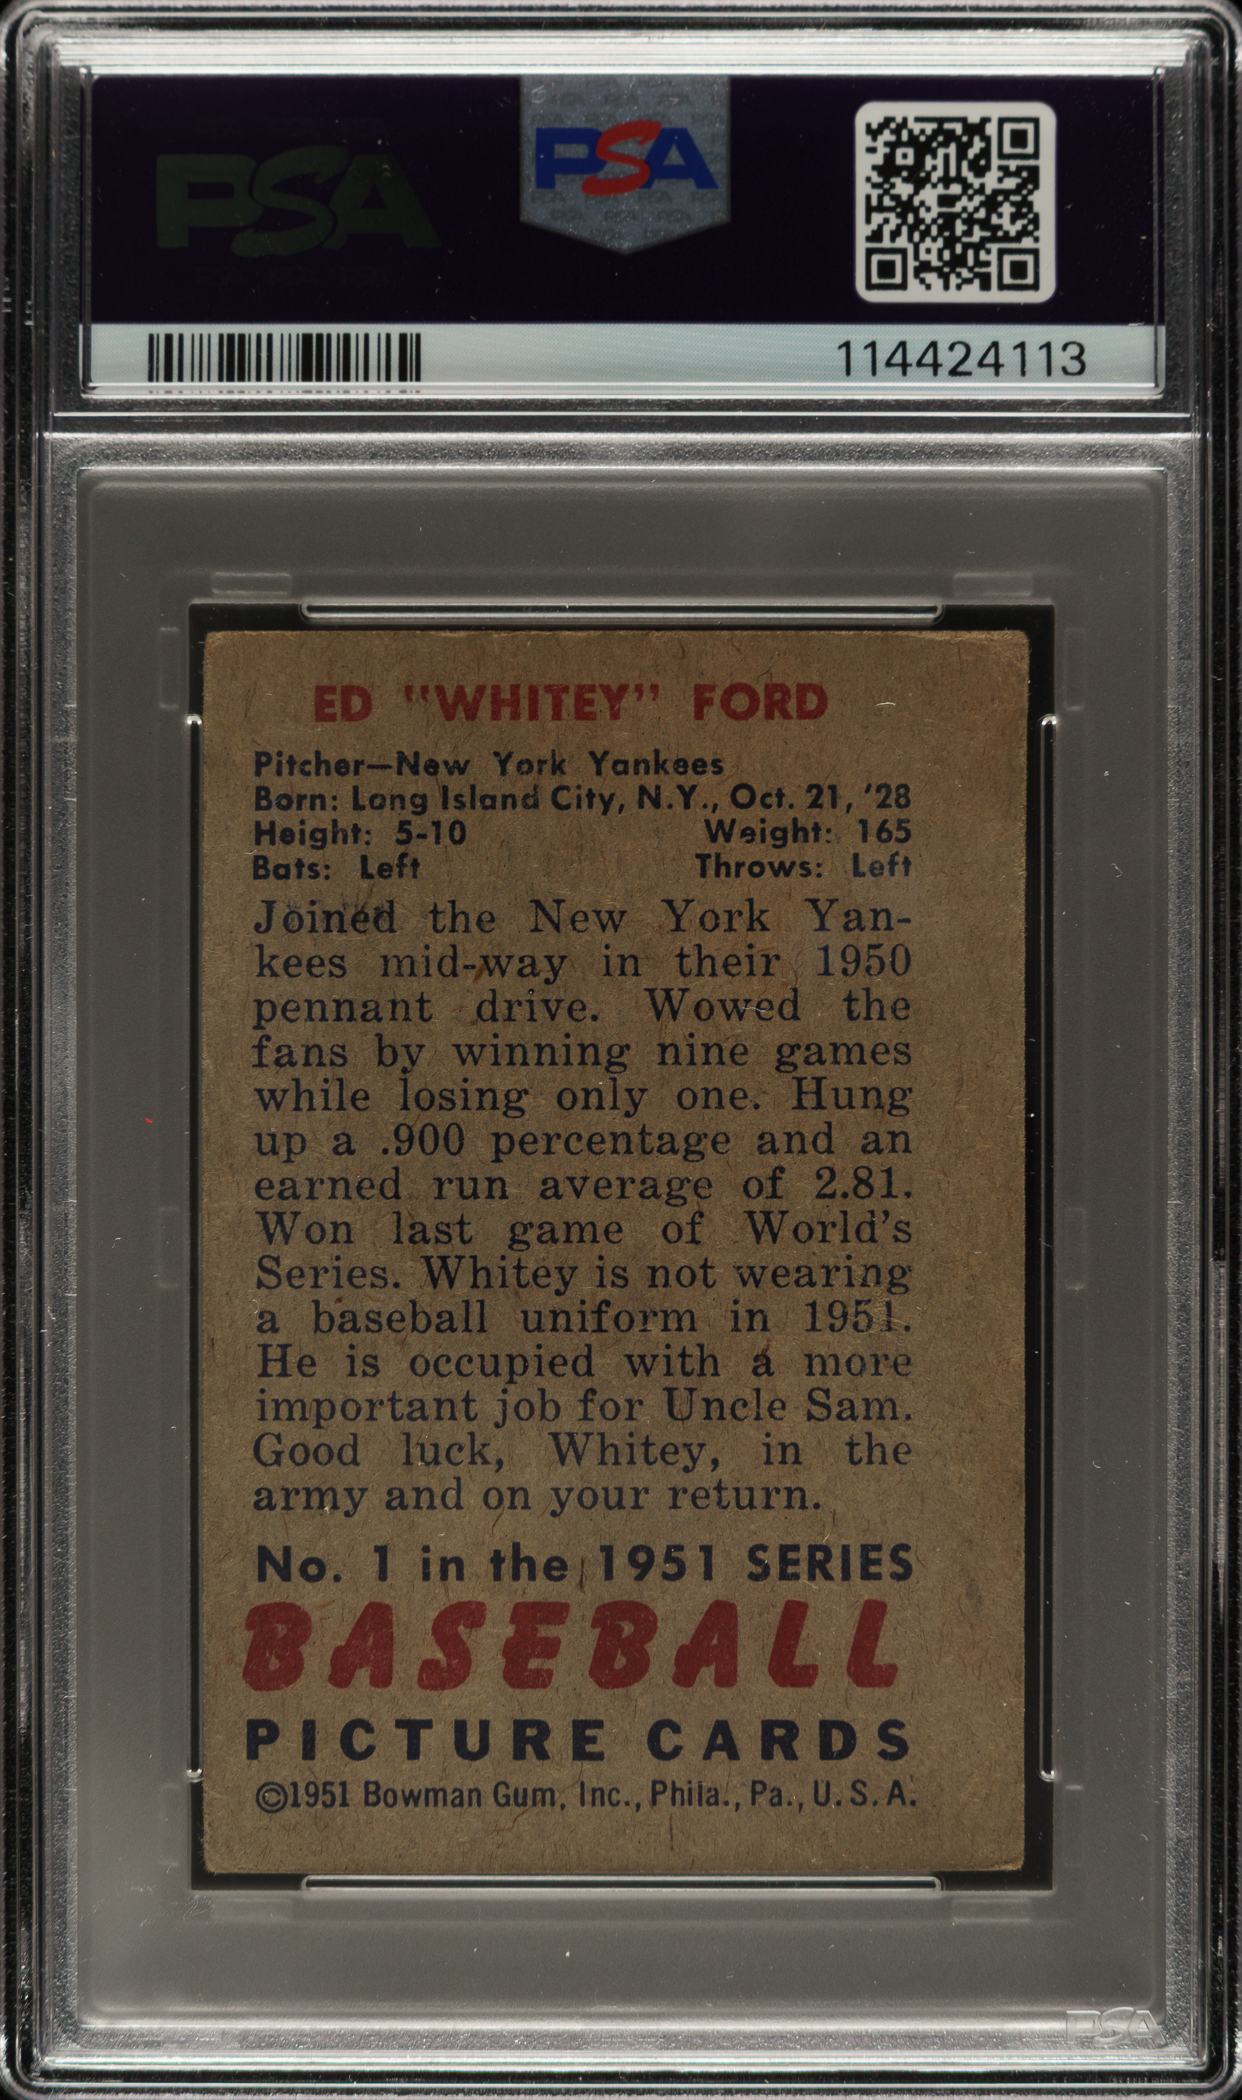 PSA
PSA
114424113
ED "WHITEY" FORD
Pitcher—New York Yankees
Born: Long Island City, N.Y., Oct. 21, '28
Height: 5-10 Weight: 165
Bats: Left Throws: Left
Joined the New York Yan-
kees mid-way in their 1950
pennant drive. Wowed the
fans by winning nine games
while losing only one. Hung
up a .900 percentage and an
earned run average of 2.81.
Won last game of World's
Series. Whitey is not wearing
a baseball uniform in 1951.
He is occupied with a more
important job for Uncle Sam.
Good luck, Whitey, in the
army and on your return.
No. 1 in the 1951 SERIES
BASEBALL
PICTURE CARDS
©1951 Bowman Gum, Inc., Phila., Pa., U.S.A.
PSA